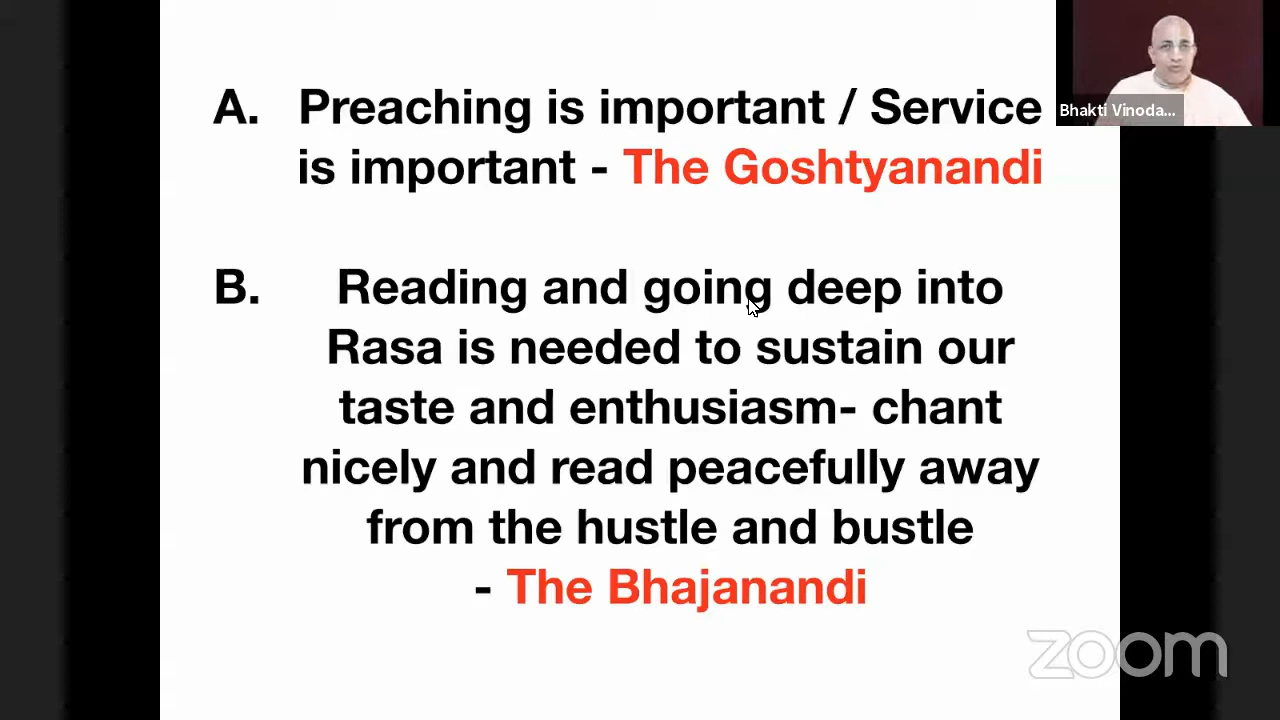 A. Preaching is important / Service
is important - The Goshtyanandi
B. Reading and going deep into
Rasa is needed to sustain our
taste and enthusiasm- chant
nicely and read peacefully away
from the hustle and bustle
- The Bhajanandi
Bhakti Vinoda...
zoom